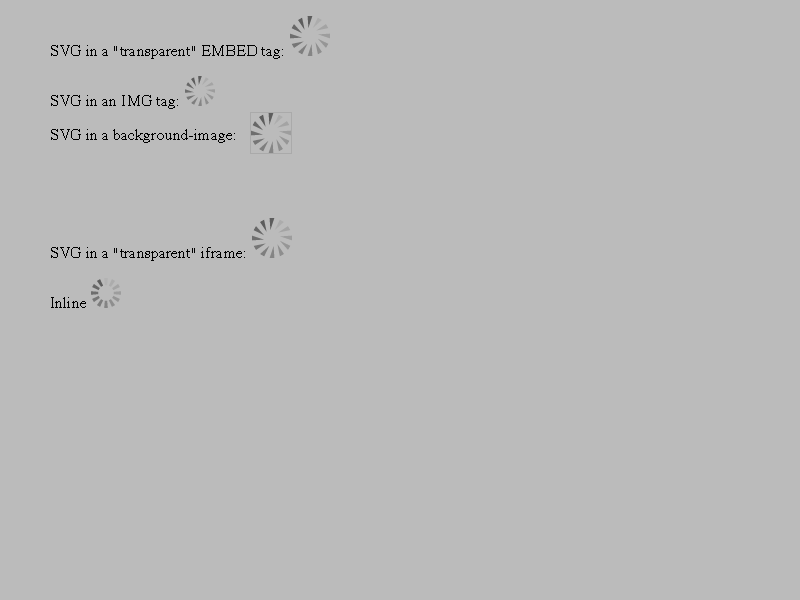 SVG in a "transparent" EMBED tag:
SVG in an IMG tag:
SVG in a background-image:
SVG in a "transparent" iframe:
Inline